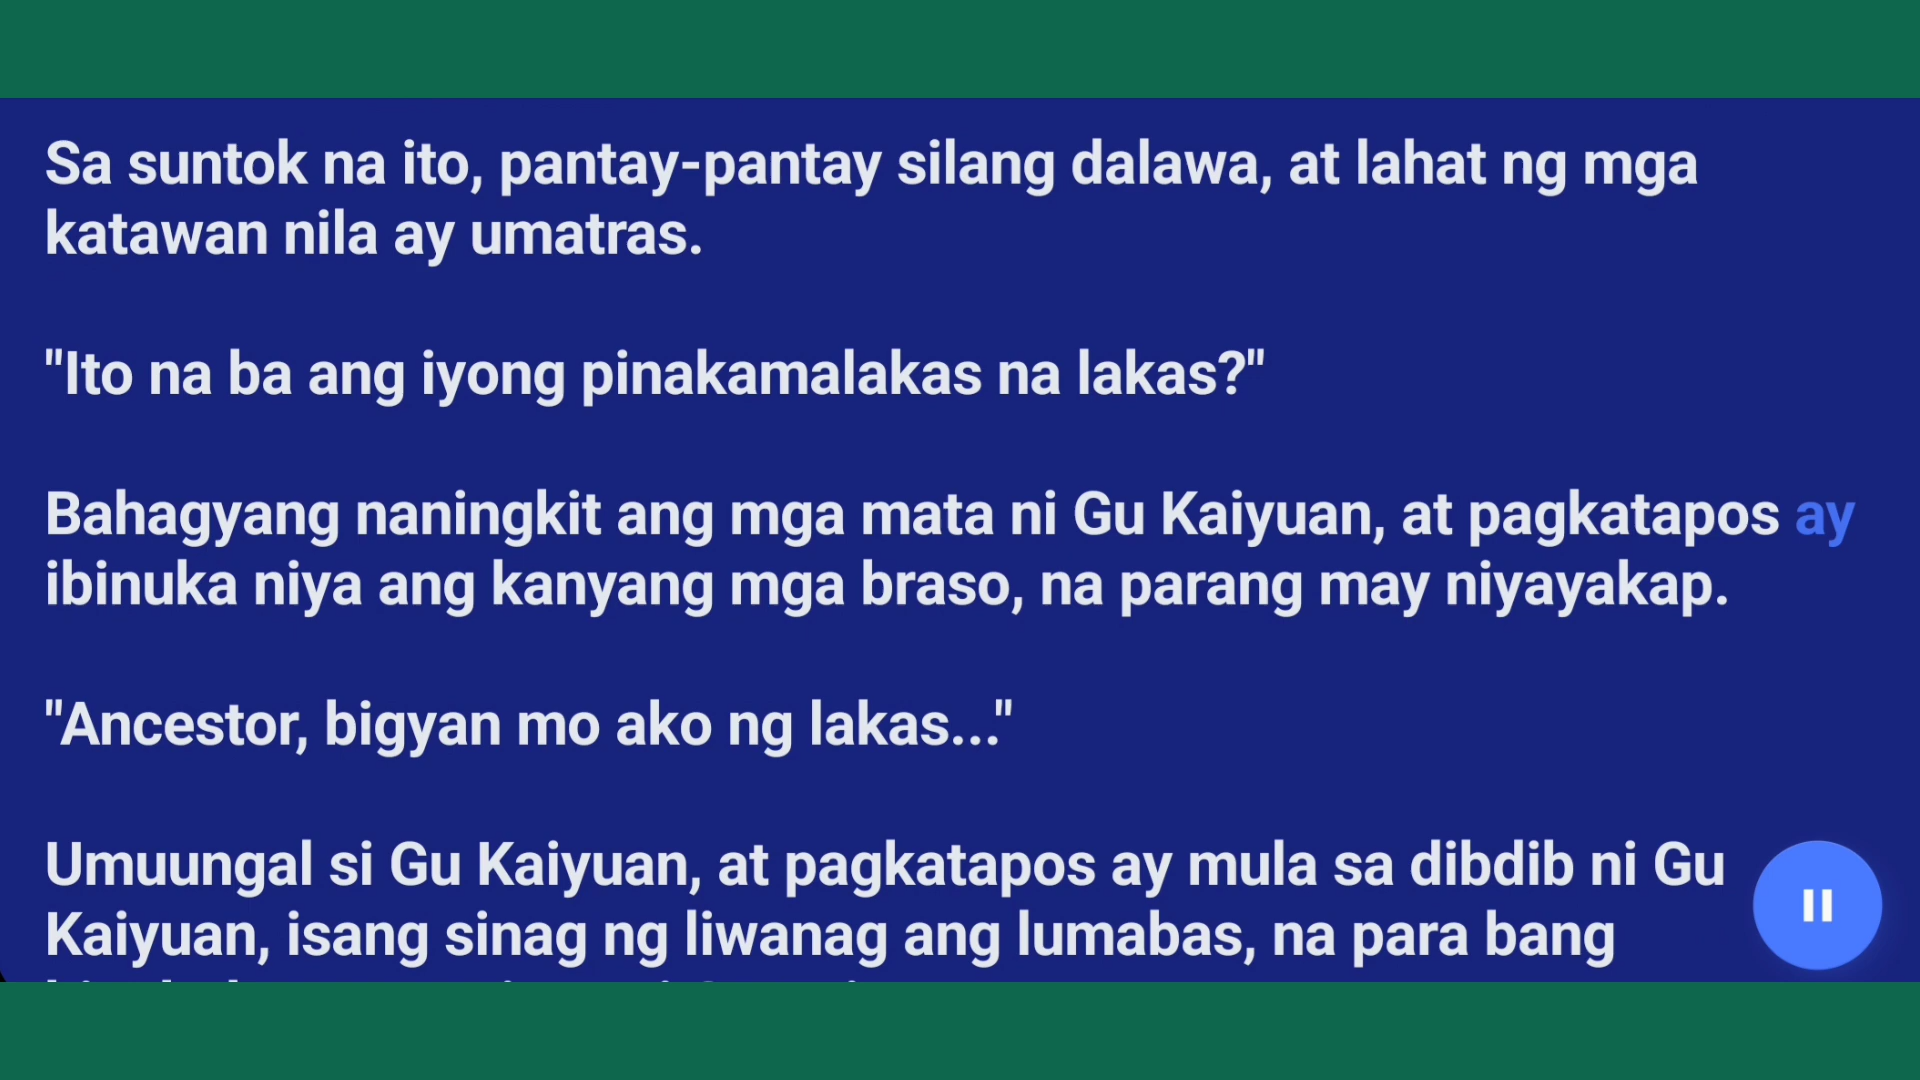 Sa suntok na ito, pantay-pantay silang dalawa, at lahat ng mga
katawan nila ay umatras.
"Ito na ba ang iyong pinakamalakas na lakas?"
Bahagyang naningkit ang mga mata ni Gu Kaiyuan, at pagkatapos ay
ibinuka niya ang kanyang mga braso, na parang may niyayakap.
"Ancestor, bigyan mo ako ng lakas..."
Umuungal si Gu Kaiyuan, at pagkatapos ay mula sa dibdib ni Gu
Kaiyuan, isang sinag ng liwanag ang lumabas, na para bang